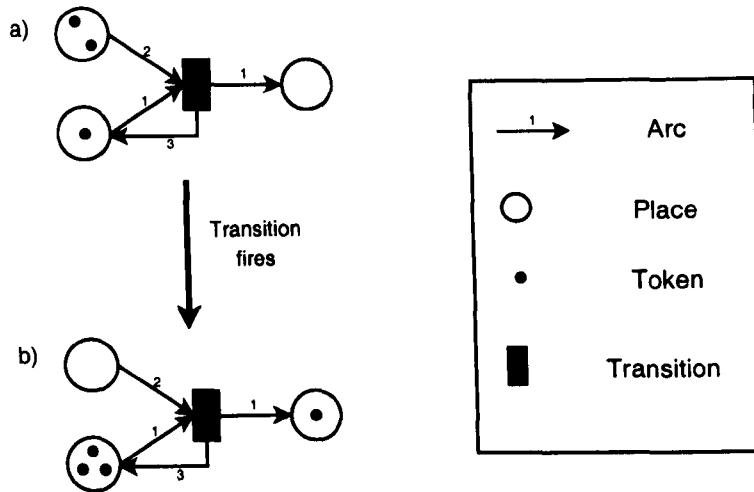 a)
2
1
1
3
Transition
fires
b)
2
1
1
3
1
Arc
Place
Token
Transition